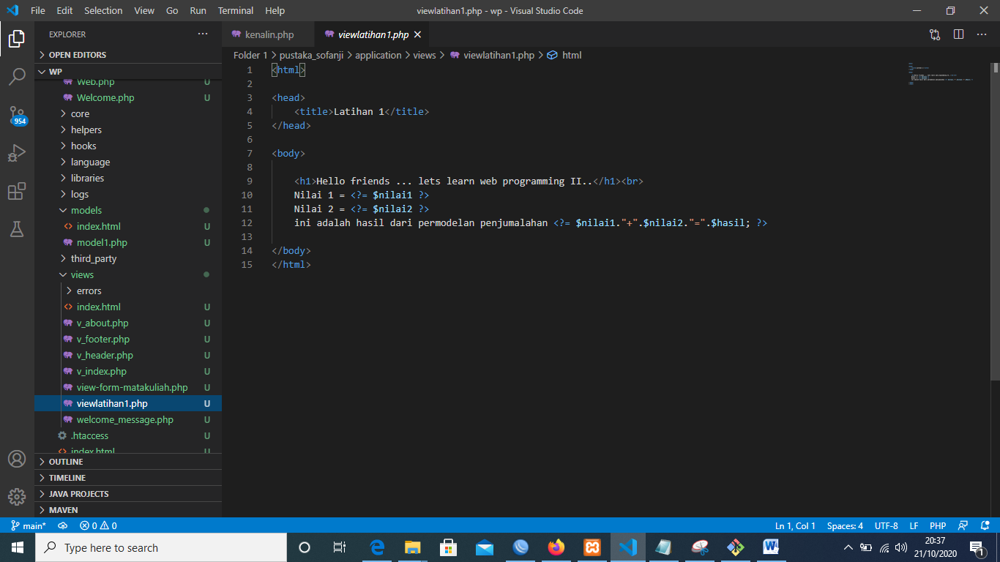 File Edit Selection View Go Run Terminal Help viewlatihan1.php - wp - Visual Studio Code
EXPLORER
kenalin.php viewlatihan1.php
OPEN EDITORS
Folder 1 > pustaka_sofanji > application > views > viewlatihan1.php > html
WP
Web.php U
Welcome.php U
core
helpers
hooks
language
libraries
logs
models
index.html U
model1.php U
third_party
views
errors
index.html U
v_about.php U
v_footer.php U
v_header.php U
v_index.php U
view-form-matakuliah.php U
viewlatihan1.php U
welcome_message.php U
.htaccess U
index.html U
OUTLINE
TIMELINE
JAVA PROJECTS
MAVEN
954
1 <html>
2
3 <head>
4 <title>Latihan 1</title>
5 </head>
6
7 <body>
8
9 <h1>Hello friends ... lets learn web programming II..</h1><br>
10 Nilai 1 = <?= $nilai1 ?>
11 Nilai 2 = <?= $nilai2 ?>
12 ini adalah hasil dari permodelan penjumalahan <?= $nilai1."+".$nilai2."=".$hasil; ?>
13
14 </body>
15 </html>
main* 0 0 Ln 1, Col 1 Spaces: 4 UTF-8 LF PHP
Type here to search
20:37
21/10/2020
1